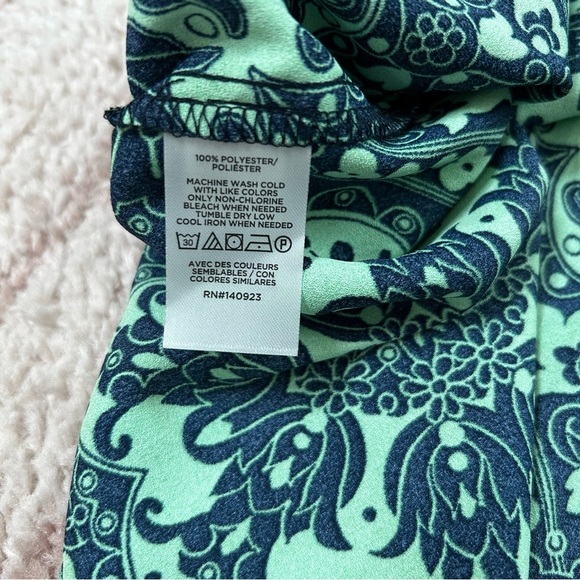 100% POLYESTER/
POLIÉSTER
MACHINE WASH COLD
WITH LIKE COLORS
ONLY NON-CHLORINE
BLEACH WHEN NEEDED
TUMBLE DRY LOW
COOL IRON WHEN NEEDED
30 P
AVEC DES COULEURS
SEMBLABLES / CON
COLORES SIMILARES
RN#140923